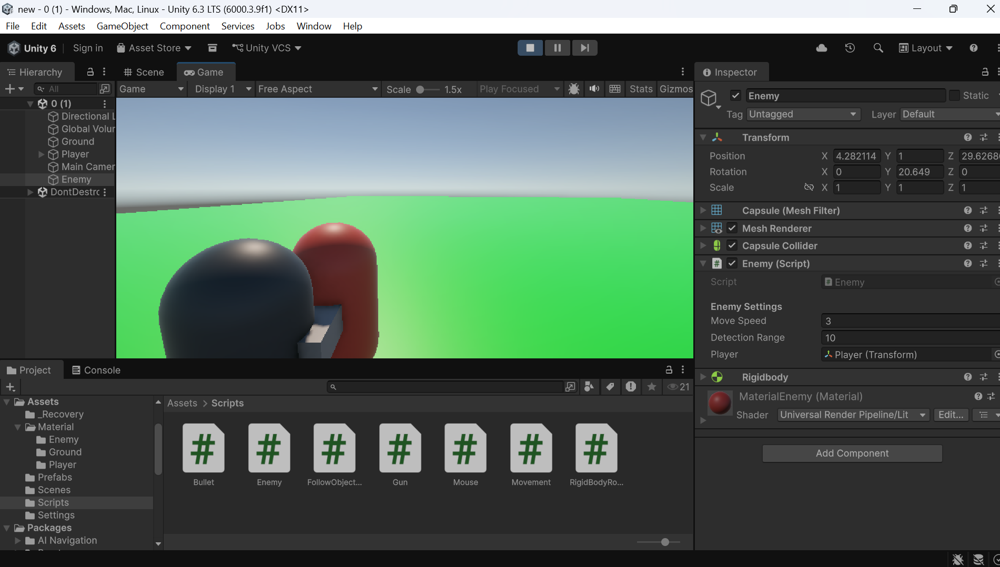 new - 0 (1) - Windows, Mac, Linux - Unity 6.3 LTS (6000.3.9f1) <DX11>
File Edit Assets GameObject Component Services Jobs Window Help
Unity 6 Sign in Asset Store Unity VCS Layout
Hierarchy
All
0 (1)
Directional L
Global Volur
Ground
Player
Main Camer
Enemy
DontDestrc
Scene Game
Game Display 1 Free Aspect Scale 1.5x Play Focused Stats Gizmos
Inspector
Enemy Static
Tag Untagged Layer Default
Transform
Position X 4.282114 Y 1 Z 29.6268
Rotation X 0 Y 20.649 Z 0
Scale X 1 Y 1 Z 1
Capsule (Mesh Filter)
Mesh Renderer
Capsule Collider
# Enemy (Script)
Script # Enemy
Enemy Settings
Move Speed 3
Detection Range 10
Player Player (Transform)
Rigidbody
MaterialEnemy (Material)
Shader Universal Render Pipeline/Lit Edit...
Add Component
Project Console
21
Assets
_Recovery
Material
Enemy
Ground
Player
Prefabs
Scenes
Scripts
Settings
Packages
AI Navigation
Assets > Scripts
# # # # # # #
Bullet Enemy FollowObject... Gun Mouse Movement RigidBodyRo...